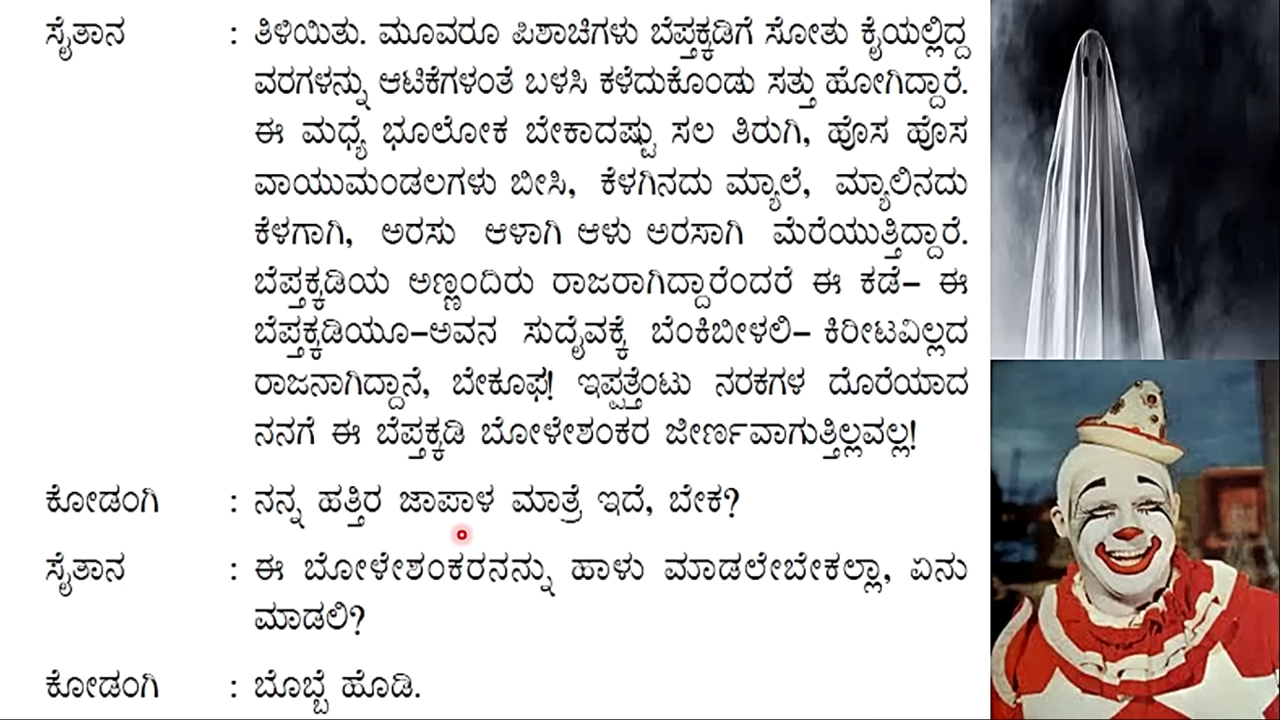 ಸೈತಾನ : ತಿಳಿಯಿತು. ಮೂವರೂ ಪಿಶಾಚಿಗಳು ಬೆಪ್ತಕ್ಕಡಿಗೆ ಸೋತು ಕೈಯಲ್ಲಿದ್ದ
ವರಗಳನ್ನು ಆಟಿಕೆಗಳಂತೆ ಬಳಸಿ ಕಳೆದುಕೊಂಡು ಸತ್ತು ಹೋಗಿದ್ದಾರೆ.
ಈ ಮಧ್ಯೆ ಭೂಲೋಕ ಬೇಕಾದಷ್ಟು ಸಲ ತಿರುಗಿ, ಹೊಸ ಹೊಸ
ವಾಯುಮಂಡಲಗಳು ಬೀಸಿ, ಕೆಳಗಿನದು ಮ್ಯಾಲೆ, ಮ್ಯಾಲಿನದು
ಕೆಳಗಾಗಿ, ಅರಸು ಆಳಾಗಿ ಆಳು ಅರಸಾಗಿ ಮೆರೆಯುತ್ತಿದ್ದಾರೆ.
ಬೆಪ್ತಕ್ಕಡಿಯ ಅಣ್ಣಂದಿರು ರಾಜರಾಗಿದ್ದಾರೆಂದರೆ ಈ ಕಡೆ– ಈ
ಬೆಪ್ತಕ್ಕಡಿಯೂ–ಅವನ ಸುದೈವಕ್ಕೆ ಬೆಂಕಿಬೀಳಲಿ– ಕಿರೀಟವಿಲ್ಲದ
ರಾಜನಾಗಿದ್ದಾನೆ, ಬೇಕೂಫ! ಇಪ್ಪತ್ತೆಂಟು ನರಕಗಳ ದೊರೆಯಾದ
ನನಗೆ ಈ ಬೆಪ್ತಕ್ಕಡಿ ಬೋಳೇಶಂಕರ ಜೀರ್ಣವಾಗುತ್ತಿಲ್ಲವಲ್ಲ!
ಕೋಡಂಗಿ : ನನ್ನ ಹತ್ತಿರ ಜಾಪಾಳ ಮಾತ್ರೆ ಇದೆ, ಬೇಕ?
ಸೈತಾನ : ಈ ಬೋಳೇಶಂಕರನನ್ನು ಹಾಳು ಮಾಡಲೇಬೇಕಲ್ಲಾ, ಏನು
ಮಾಡಲಿ?
ಕೋಡಂಗಿ : ಬೊಬ್ಬೆ ಹೊಡಿ.